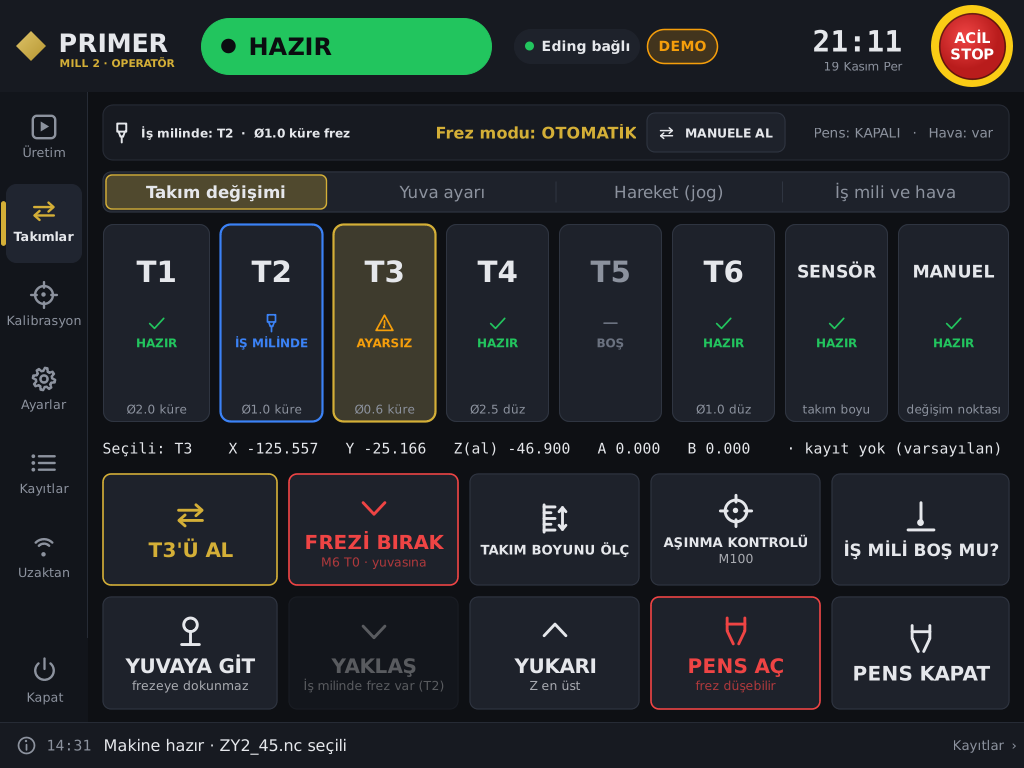 PRIMER
MILL 2 · OPERATÖR
HAZIR
Eding bağlı
DEMO
21:11
19 Kasım Per
ACİL
STOP
Üretim
Takımlar
Kalibrasyon
Ayarlar
Kayıtlar
Uzaktan
Kapat
İş milinde: T2 · Ø1.0 küre frez
Frez modu: OTOMATİK
MANUELE AL
Pens: KAPALI · Hava: var
Takım değişimi
Yuva ayarı
Hareket (jog)
İş mili ve hava
T1
HAZIR
Ø2.0 küre
T2
İŞ MİLİNDE
Ø1.0 küre
T3
AYARSIZ
Ø0.6 küre
T4
HAZIR
Ø2.5 düz
T5
BOŞ
T6
HAZIR
Ø1.0 düz
SENSÖR
HAZIR
takım boyu
MANUEL
HAZIR
değişim noktası
Seçili: T3 X -125.557 Y -25.166 Z(al) -46.900 A 0.000 B 0.000 · kayıt yok (varsayılan)
T3'Ü AL
FREZİ BIRAK
M6 T0 · yuvasına
TAKIM BOYUNU ÖLÇ
AŞINMA KONTROLÜ
M100
İŞ MİLİ BOŞ MU?
YUVAYA GİT
frezeye dokunmaz
YAKLAŞ
İş milinde frez var (T2)
YUKARI
Z en üst
PENS AÇ
frez düşebilir
PENS KAPAT
14:31 Makine hazır · ZY2_45.nc seçili
Kayıtlar ›